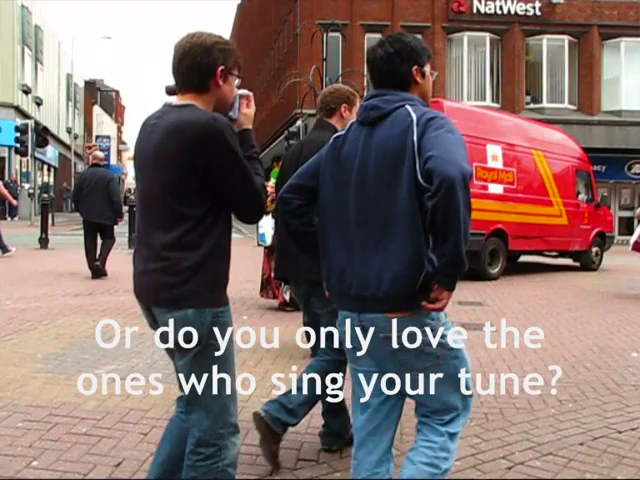 NatWest
Royal Mail
Or do you only love the
ones who sing your tune?